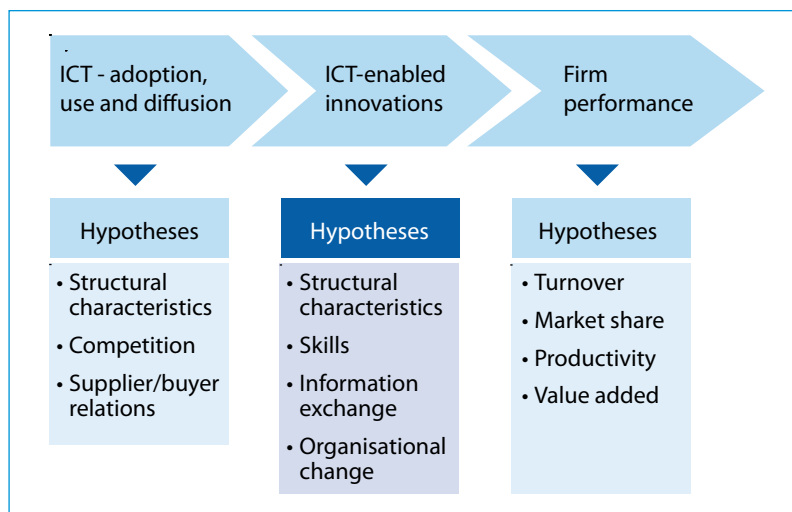 ICT - adoption,
use and diffusion
ICT-enabled
innovations
Firm
performance
Hypotheses
• Structural
characteristics
• Competition
• Supplier/buyer
relations
Hypotheses
• Structural
characteristics
• Skills
• Information
exchange
• Organisational
change
Hypotheses
• Turnover
• Market share
• Productivity
• Value added